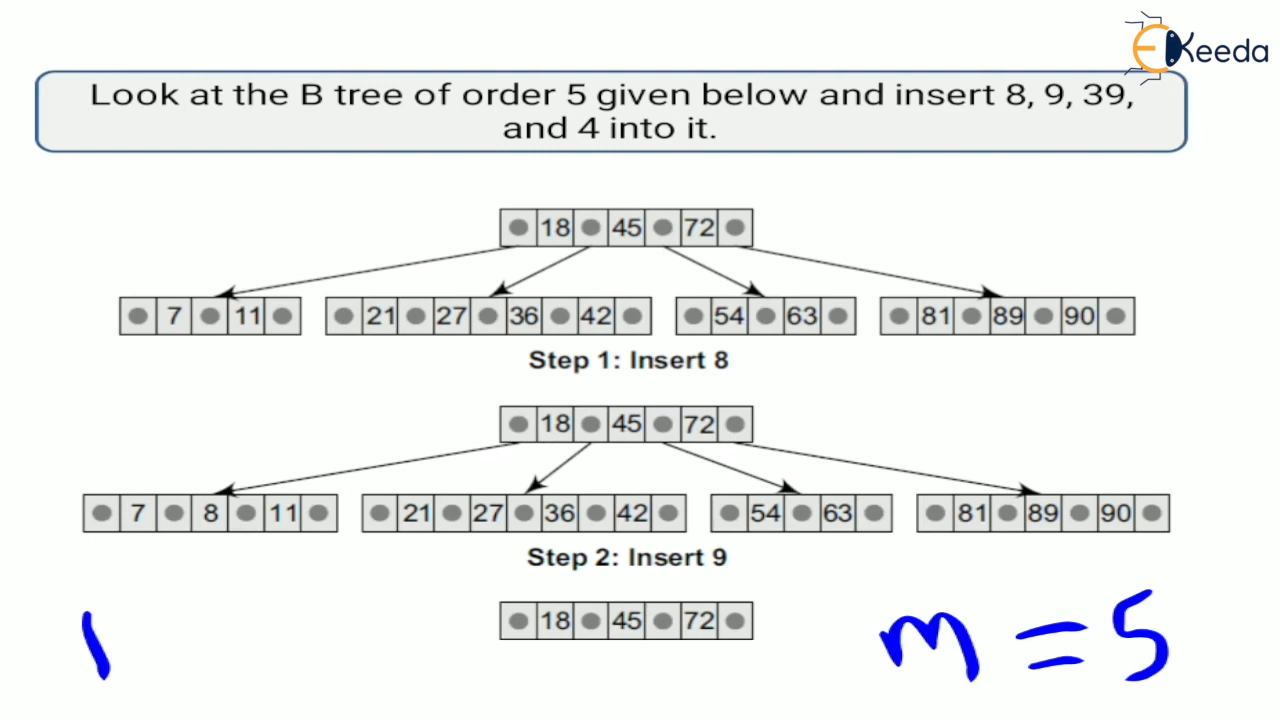 EKeeda
Look at the B tree of order 5 given below and insert 8, 9, 39,
and 4 into it.
18 45 72
7 11 21 27 36 42 54 63 81 89 90
Step 1: Insert 8
18 45 72
7 8 11 21 27 36 42 54 63 81 89 90
Step 2: Insert 9
18 45 72
m = 5